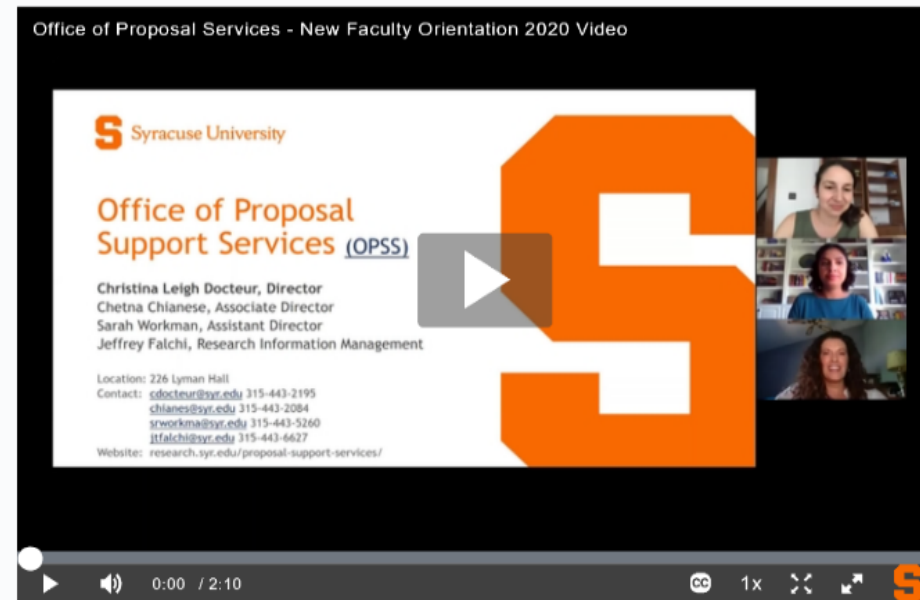 Office of Proposal Services - New Faculty Orientation 2020 Video
S Syracuse University
Office of Proposal
Support Services (OPSS)
Christina Leigh Docteur, Director
Chetna Chianese, Associate Director
Sarah Workman, Assistant Director
Jeffrey Falchi, Research Information Management
Location: 226 Lyman Hall
Contact: cdocteur@syr.edu 315-443-2195
chianes@syr.edu 315-443-2084
srworkma@syr.edu 315-443-5260
jtfalchi@syr.edu 315-443-6627
Website: research.syr.edu/proposal-support-services/
S
0:00 / 2:10
CC
1x
S